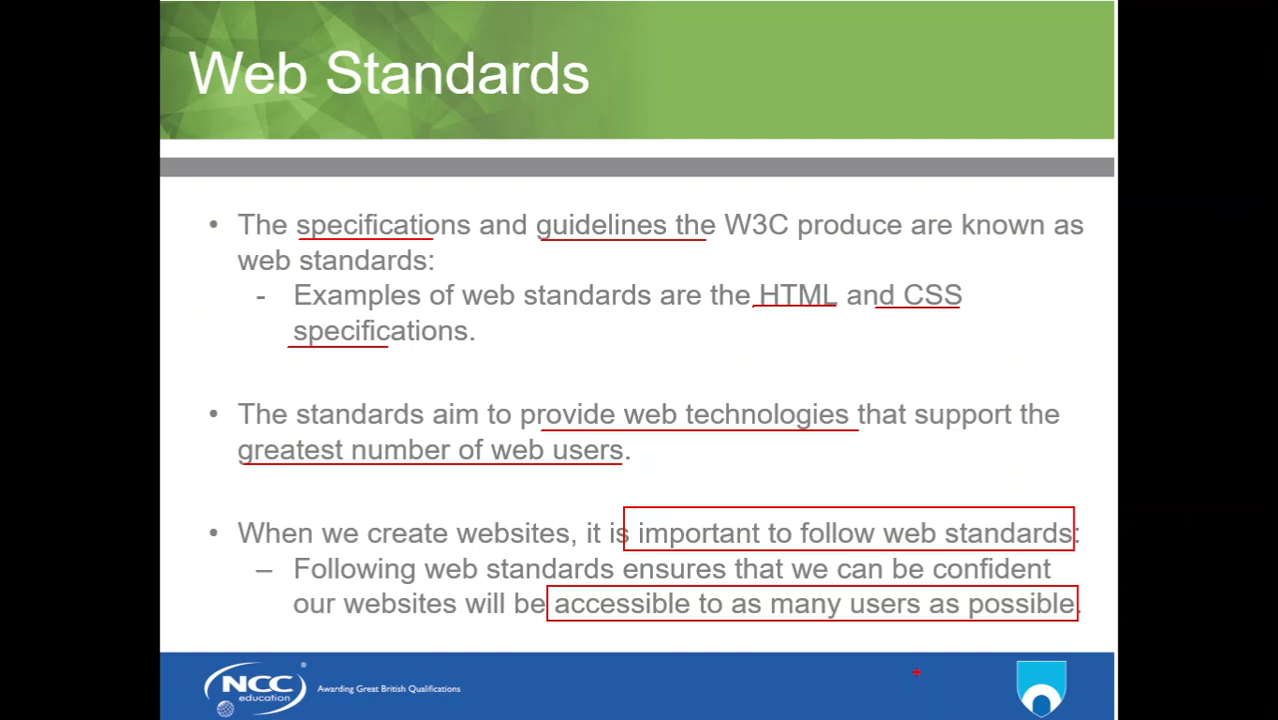 Web Standards
• The specifications and guidelines the W3C produce are known as
web standards:
- Examples of web standards are the HTML and CSS
specifications.
• The standards aim to provide web technologies that support the
greatest number of web users.
• When we create websites, it is important to follow web standards:
– Following web standards ensures that we can be confident
our websites will be accessible to as many users as possible.
NCC
education
®
Awarding Great British Qualifications